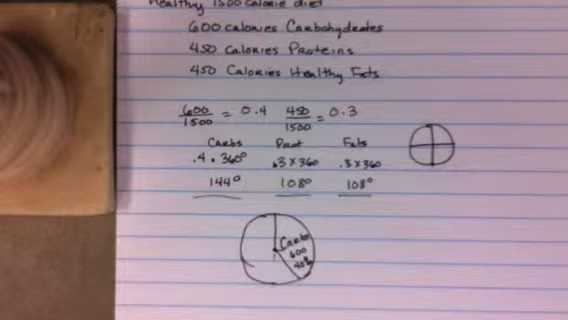 Healthy 1500 calorie diet
600 calories Carbohydrates
450 calories Proteins
450 Calories Healthy Fats
600/1500 = 0.4 450/1500 = 0.3
Carbs Prot Fats
.4 • 360° .3 x 360 .3 x 360
144° 108° 108°
Carbs
600
40%